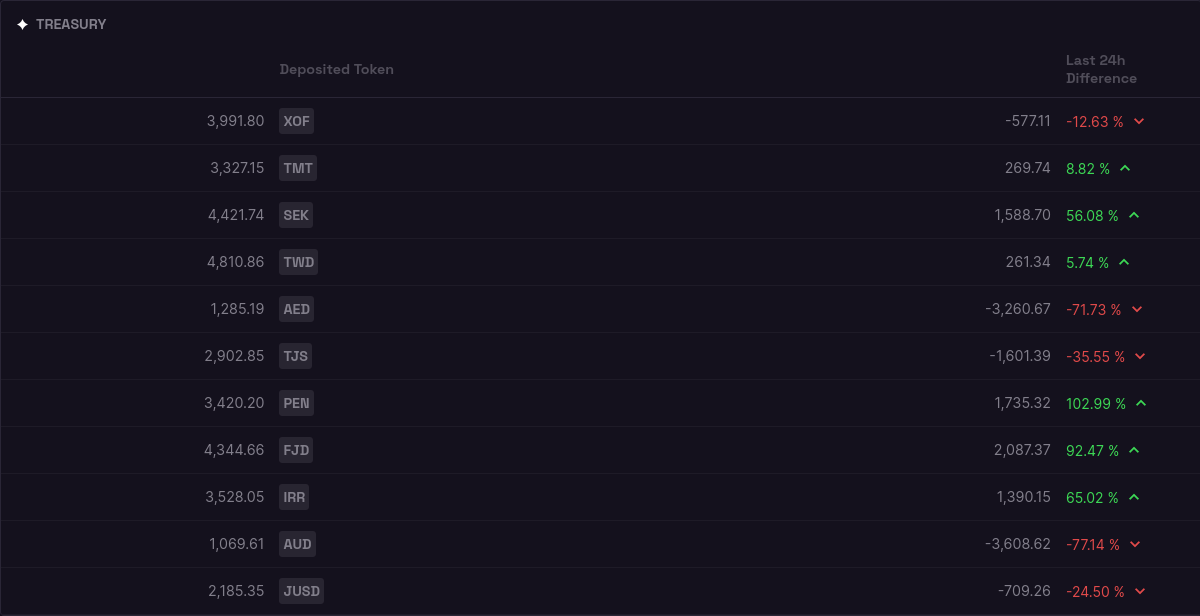 TREASURY
Deposited Token
Last 24h
Difference
3,991.80 XOF -577.11 -12.63 %
3,327.15 TMT 269.74 8.82 %
4,421.74 SEK 1,588.70 56.08 %
4,810.86 TWD 261.34 5.74 %
1,285.19 AED -3,260.67 -71.73 %
2,902.85 TJS -1,601.39 -35.55 %
3,420.20 PEN 1,735.32 102.99 %
4,344.66 FJD 2,087.37 92.47 %
3,528.05 IRR 1,390.15 65.02 %
1,069.61 AUD -3,608.62 -77.14 %
2,185.35 JUSD -709.26 -24.50 %